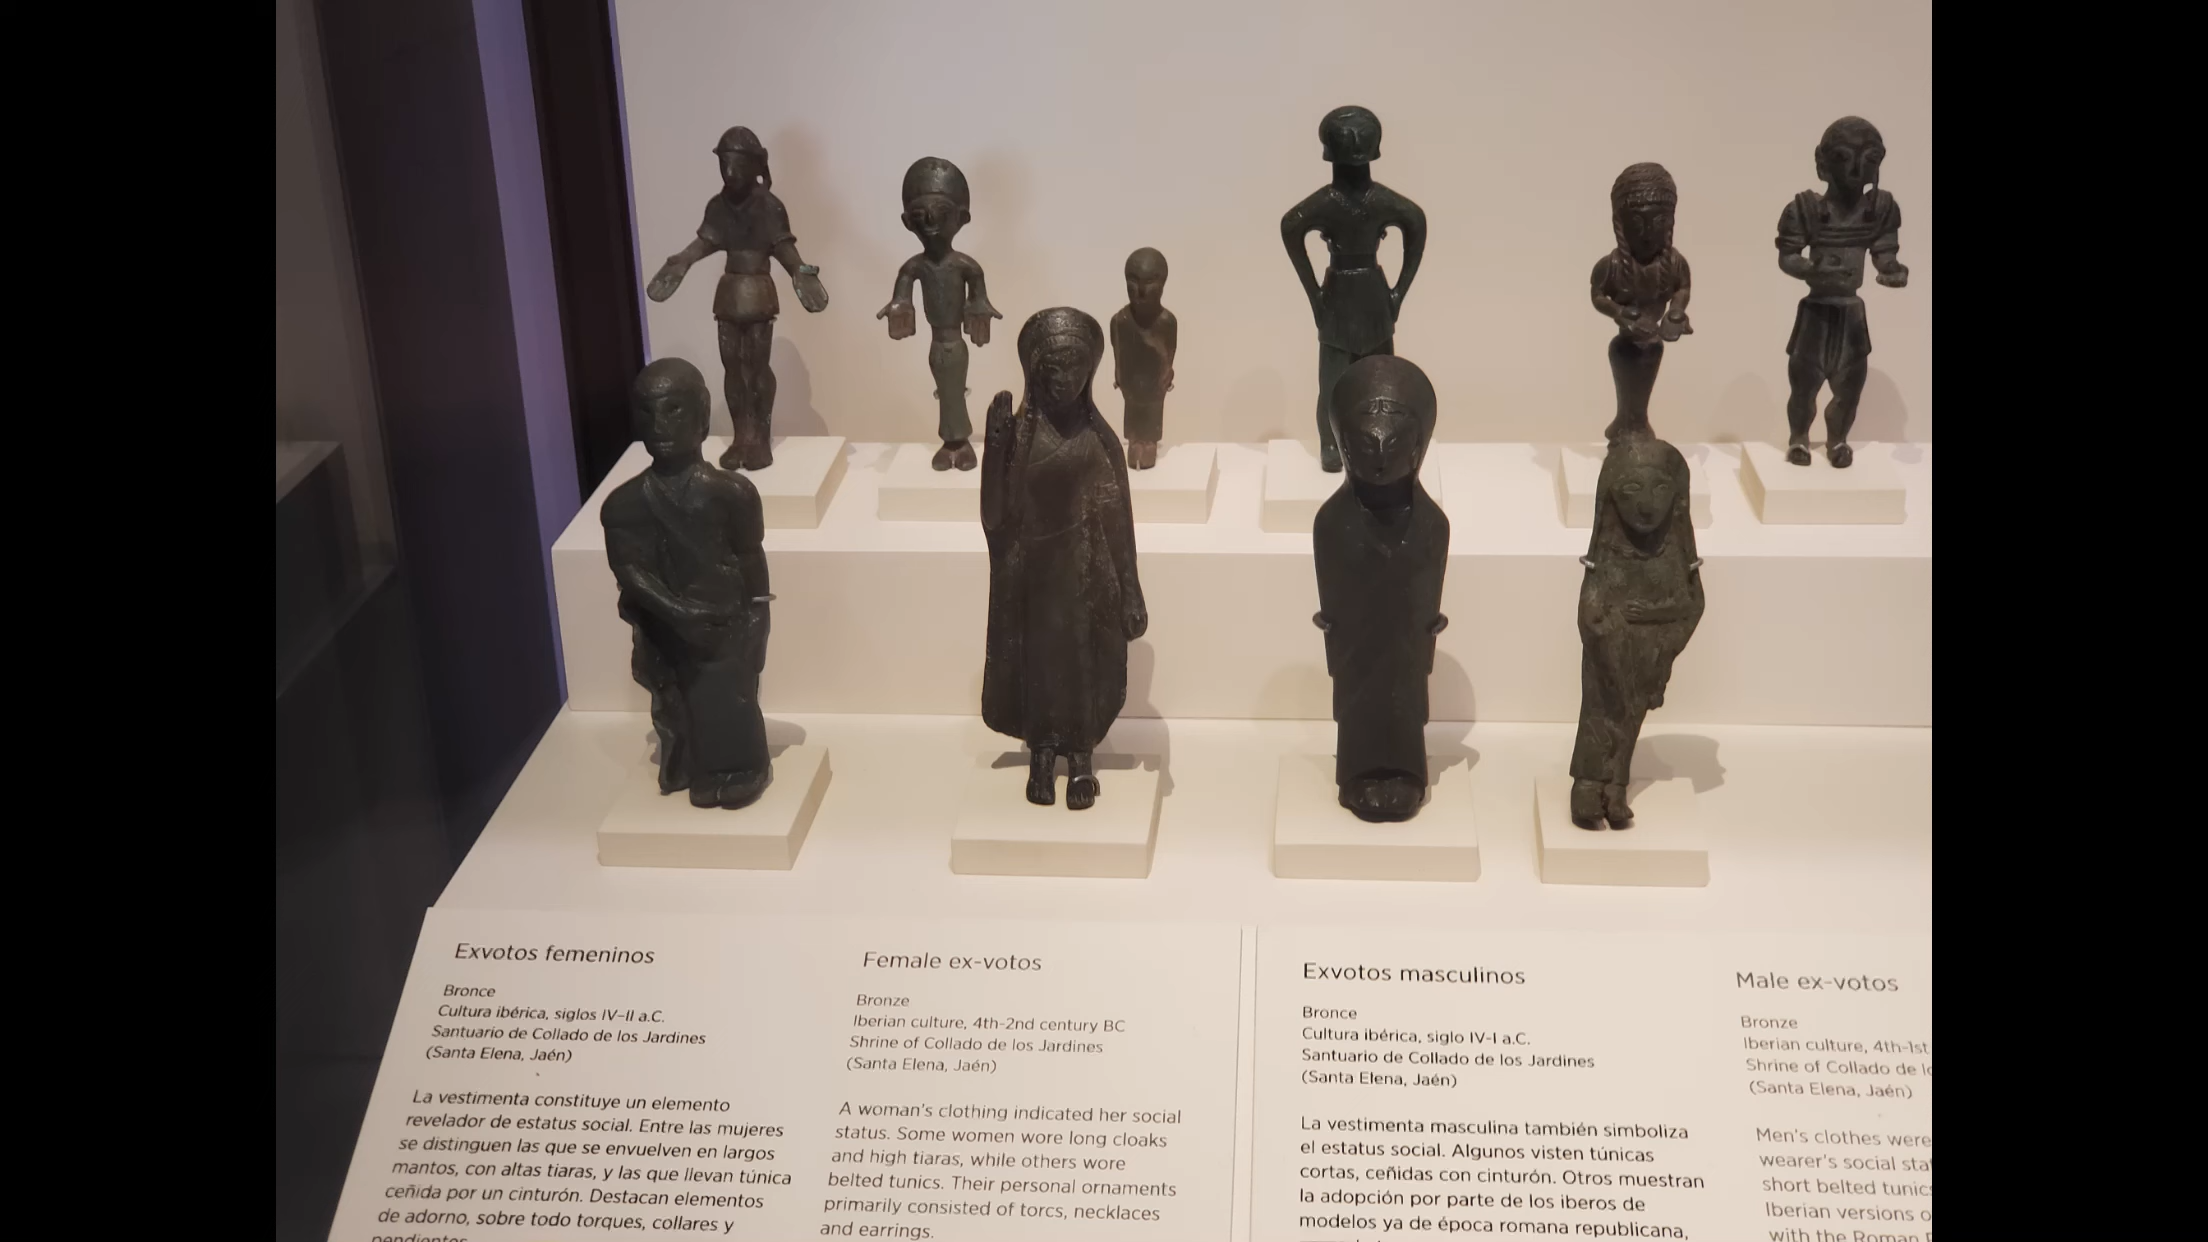 Exvotos femeninos
Bronce
Cultura ibérica, siglos IV-II a.C.
Santuario de Collado de los Jardines
(Santa Elena, Jaén)
La vestimenta constituye un elemento
revelador de estatus social. Entre las mujeres
se distinguen las que se envuelven en largos
mantos, con altas tiaras, y las que llevan túnica
ceñida por un cinturón. Destacan elementos
de adorno, sobre todo torques, collares y
Female ex-votos
Bronze
Iberian culture, 4th-2nd century BC
Shrine of Collado de los Jardines
(Santa Elena, Jaén)
A woman's clothing indicated her social
status. Some women wore long cloaks
and high tiaras, while others wore
belted tunics. Their personal ornaments
primarily consisted of torcs, necklaces
and earrings.
Exvotos masculinos
Bronce
Cultura ibérica, siglo IV-I a.C.
Santuario de Collado de los Jardines
(Santa Elena, Jaén)
La vestimenta masculina también simboliza
el estatus social. Algunos visten túnicas
cortas, ceñidas con cinturón. Otros muestran
la adopción por parte de los iberos de
modelos ya de época romana republicana,
Male ex-votos
Bronze
Iberian culture, 4th-1st
Shrine of Collado de
(Santa Elena, Jaén)
Men's clothes were
wearer's social
short belted
Iberian versions
with the Roman